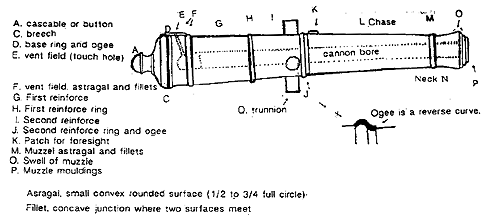 A. cascable or button
C. breech
D. base ring and ogee
E. vent field (touch hole)
F. vent field, astragal and fillets
G. First reinforce
H. First reinforce ring
I. Second reinforce
J. Second reinforce ring and ogee
K. Patch for foresight
M. Muzzel astragal and fillets
O. Swell of muzzle
P. Muzzle mouldings
A
D
E F
G
H
I
K
L Chase
M
O
cannon bore
Neck N
P
C
Q. trunnion
J
Ogee is a reverse curve.
Asragal, small convex rounded surface (1/2 to 3/4 full circle)
Fillet, concave junction where two surfaces meet